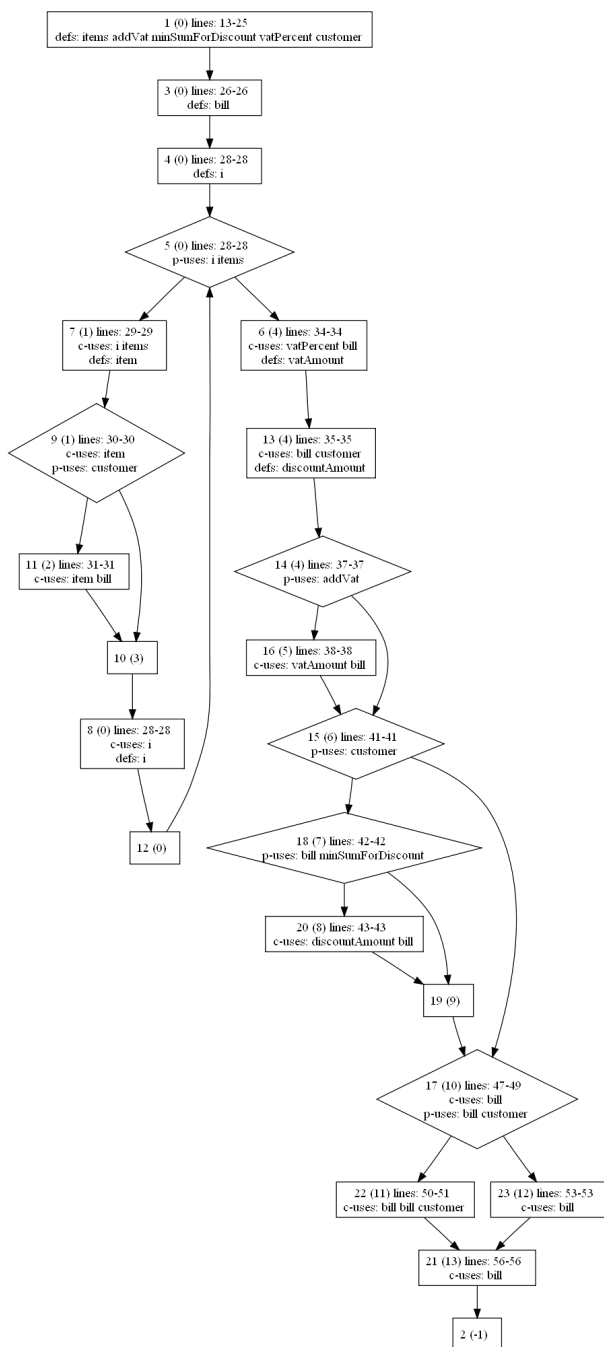 1 (0) lines: 13-25
defs: items addVat minSumForDiscount vatPercent customer
3 (0) lines: 26-26
defs: bill
4 (0) lines: 28-28
defs: i
5 (0) lines: 28-28
p-uses: i items
7 (1) lines: 29-29
c-uses: i items
defs: item
6 (4) lines: 34-34
c-uses: vatPercent bill
defs: vatAmount
9 (1) lines: 30-30
c-uses: item
p-uses: customer
13 (4) lines: 35-35
c-uses: bill customer
defs: discountAmount
11 (2) lines: 31-31
c-uses: item bill
14 (4) lines: 37-37
p-uses: addVat
10 (3)
16 (5) lines: 38-38
c-uses: vatAmount bill
8 (0) lines: 28-28
c-uses: i
defs: i
15 (6) lines: 41-41
p-uses: customer
12 (0)
18 (7) lines: 42-42
p-uses: bill minSumForDiscount
20 (8) lines: 43-43
c-uses: discountAmount bill
19 (9)
17 (10) lines: 47-49
c-uses: bill
p-uses: bill customer
22 (11) lines: 50-51
c-uses: bill bill customer
23 (12) lines: 53-53
c-uses: bill
21 (13) lines: 56-56
c-uses: bill
2 (-1)